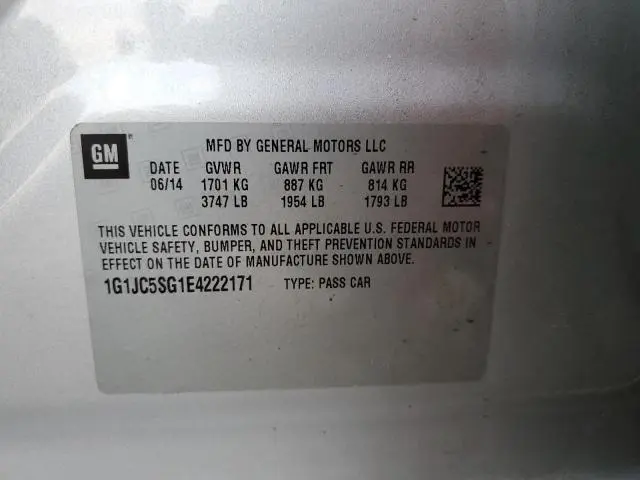 GM
MFD BY GENERAL MOTORS LLC
DATE GVWR GAWR FRT GAWR RR
06/14 1701 KG 887 KG 814 KG
3747 LB 1954 LB 1793 LB
THIS VEHICLE CONFORMS TO ALL APPLICABLE U.S. FEDERAL MOTOR
VEHICLE SAFETY, BUMPER, AND THEFT PREVENTION STANDARDS IN
EFFECT ON THE DATE OF MANUFACTURE SHOWN ABOVE.
1G1JC5SG1E4222171 TYPE: PASS CAR